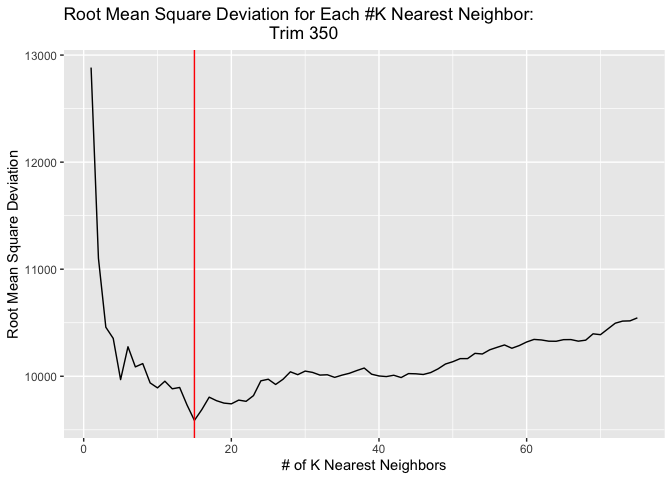 Root Mean Square Deviation for Each #K Nearest Neighbor:
Trim 350
13000
12000
11000
10000
Root Mean Square Deviation
0
20
40
60
# of K Nearest Neighbors